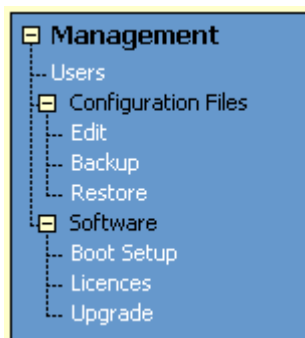 Management
Users
Configuration Files
Edit
Backup
Restore
Software
Boot Setup
Licences
Upgrade